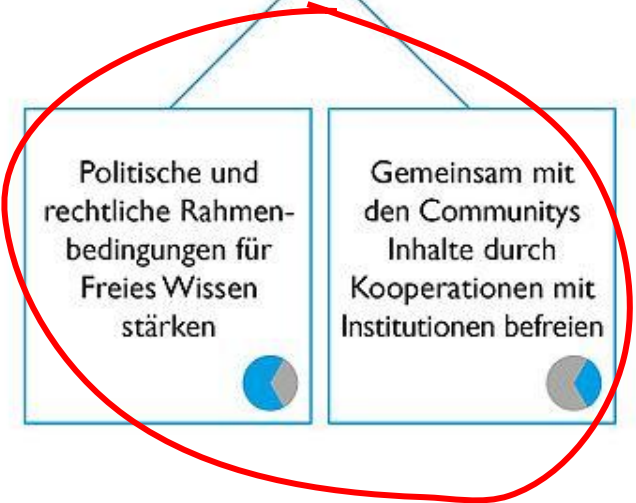 Politische und
rechtliche Rahmen-
bedingungen für
Freies Wissen
stärken
Gemeinsam mit
den Communitys
Inhalte durch
Kooperationen mit
Institutionen befreien